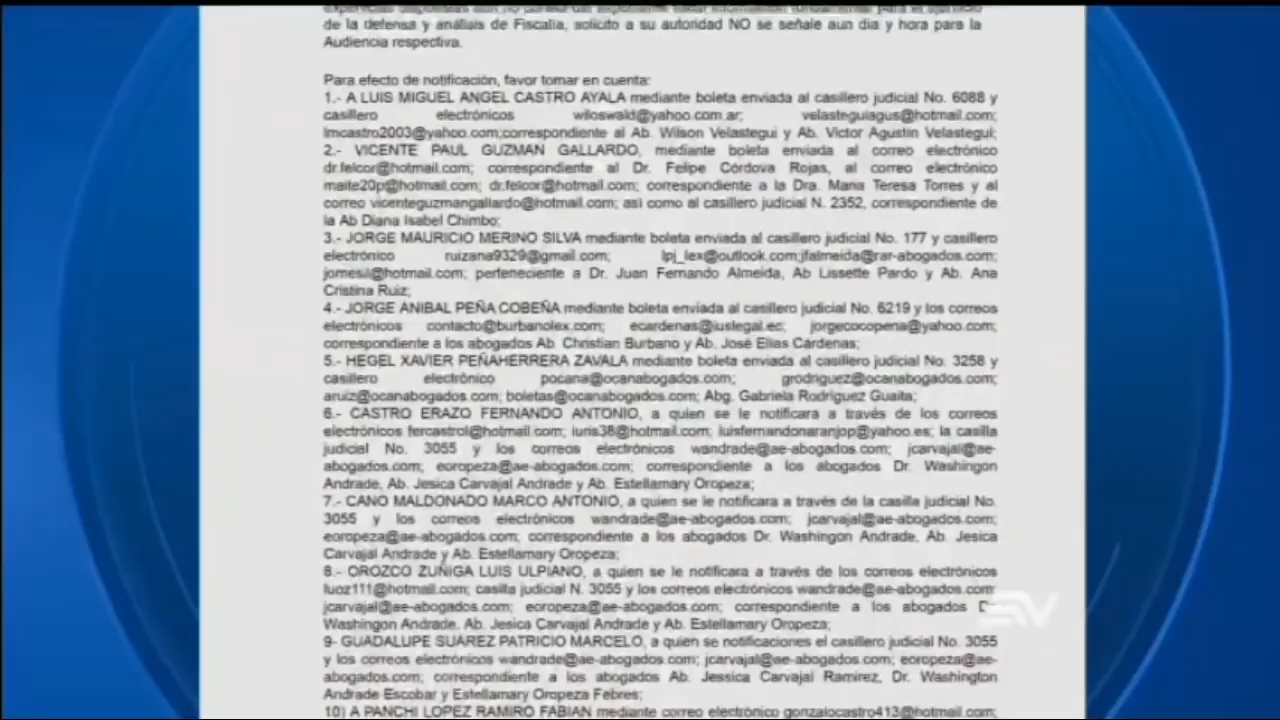 de la defensa y análisis de Fiscalía, solicito a su autoridad NO se señale aun día y hora para la
Audiencia respectiva.
Para efecto de notificación, favor tomar en cuenta:
1.- A LUIS MIGUEL ANGEL CASTRO AYALA mediante boleta enviada al casillero judicial No. 6088 y
casillero electrónicos wiloswald@yahoo.com.ar; velasteguiagus@hotmail.com;
lmcastro2003@yahoo.com;correspondiente al Ab. Wilson Velastegui y Ab. Victor Agustin Velastegui;
2.- VICENTE PAUL GUZMAN GALLARDO, mediante boleta enviada al correo electrónico
dr.felcor@hotmail.com; correspondiente al Dr. Felipe Córdova Rojas, al correo electrónico
maite20p@hotmail.com; dr.felcor@hotmail.com; correspondiente a la Dra. Maria Teresa Torres y al
correo vicenteguzmangallardo@hotmail.com; así como al casillero judicial N. 2352, correspondiente de
la Ab Diana Isabel Chimbo;
3.- JORGE MAURICIO MERINO SILVA mediante boleta enviada al casillero judicial No. 177 y casillero
electrónico ruizana9329@gmail.com; lpj_lex@outlook.com;jfalmeida@rar-abogados.com;
jomesil@hotmail.com; perteneciente a Dr. Juan Fernando Almeida, Ab Lissette Pardo y Ab. Ana
Cristina Ruiz;
4.- JORGE ANIBAL PEÑA COBEÑA mediante boleta enviada al casillero judicial No. 6219 y los correos
electrónicos contacto@burbanolex.com; ecardenas@iuslegal.ec; jorgecocopena@yahoo.com;
correspondiente a los abogados Ab. Christian Burbano y Ab. José Elías Cárdenas;
5.- HEGEL XAVIER PEÑAHERRERA ZAVALA mediante boleta enviada al casillero judicial No. 3258 y
casillero electrónico pocana@ocanabogados.com; grodriguez@ocanabogados.com;
aruiz@ocanabogados.com; boletas@ocanabogados.com; Abg. Gabriela Rodríguez Guaita;
6.- CASTRO ERAZO FERNANDO ANTONIO, a quien se le notificara a través de los correos
electrónicos fercastrol@hotmail.com; iuris38@hotmail.com; luisfernandonaranjop@yahoo.es; la casilla
judicial No. 3055 y los correos electrónicos wandrade@ae-abogados.com; jcarvajal@ae-
abogados.com; eoropeza@ae-abogados.com; correspondiente a los abogados Dr. Washingon
Andrade, Ab. Jesica Carvajal Andrade y Ab. Estellamary Oropeza;
7.- CANO MALDONADO MARCO ANTONIO, a quien se le notificara a través de la casilla judicial No.
3055 y los correos electrónicos wandrade@ae-abogados.com; jcarvajal@ae-abogados.com;
eoropeza@ae-abogados.com; correspondiente a los abogados Dr. Washingon Andrade, Ab. Jesica
Carvajal Andrade y Ab. Estellamary Oropeza;
8.- OROZCO ZUÑIGA LUIS ULPIANO, a quien se le notificara a través de los correos electrónicos
luoz111@hotmail.com; casilla judicial N. 3055 y los correos electrónicos wandrade@ae-abogados.com;
jcarvajal@ae-abogados.com; eoropeza@ae-abogados.com; correspondiente a los abogados
Washingon Andrade, Ab. Jesica Carvajal Andrade y Ab. Estellamary Oropeza;
9- GUADALUPE SUAREZ PATRICIO MARCELO, a quien se notificaciones el casillero judicial No. 3055
y los correos electrónicos wandrade@ae-abogados.com; jcarvajal@ae-abogados.com; eoropeza@ae-
abogados.com; correspondiente a los abogados Ab. Jessica Carvajal Ramirez, Dr. Washington
Andrade Escobar y Estellamary Oropeza Febres;
10) A PANCHI LOPEZ RAMIRO FABIAN mediante correo electrónico gonzalocastro413@hotmail.com;